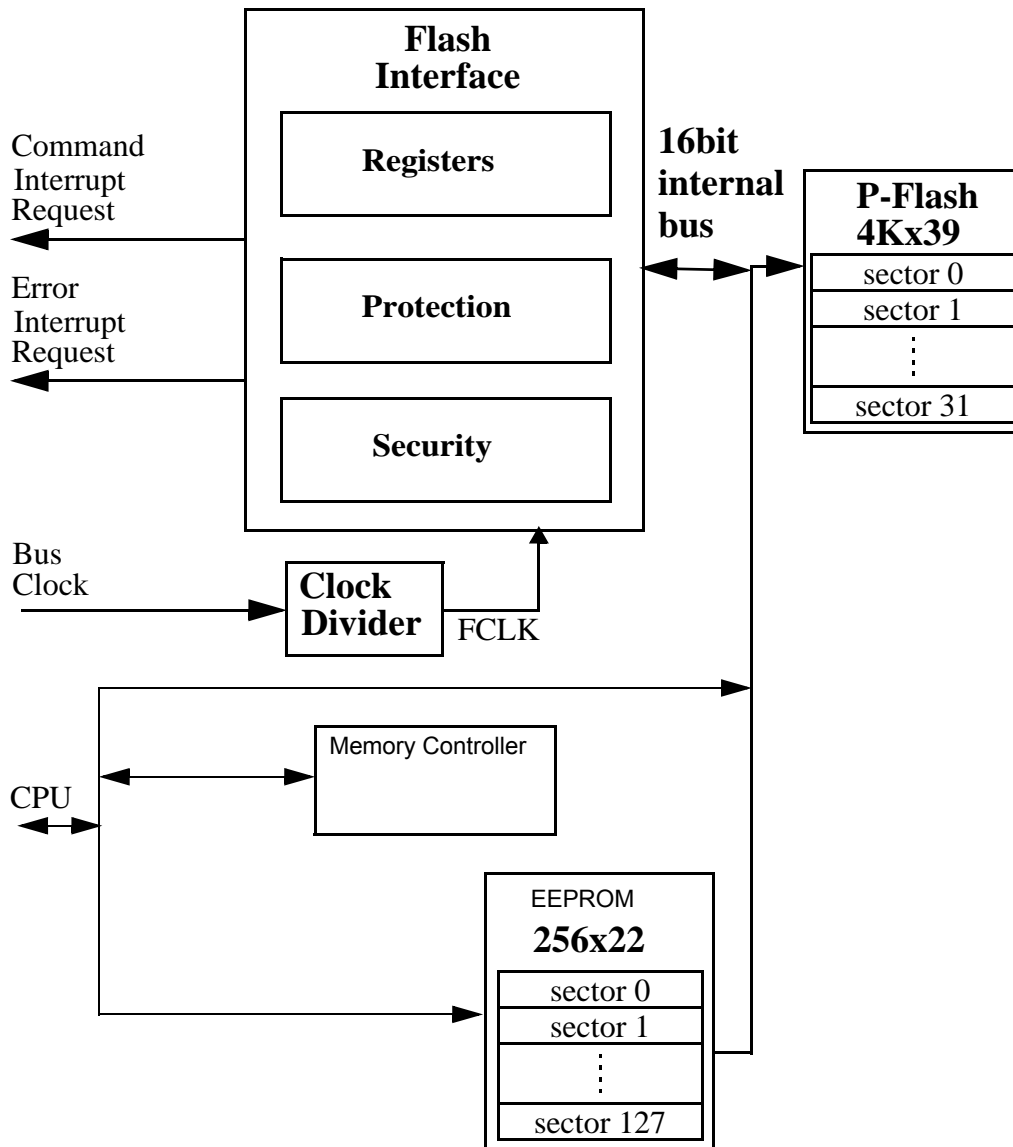 Flash
Interface
Registers
Protection
Security
Command
Interrupt
Request
Error
Interrupt
Request
16bit
internal
bus
P-Flash
4Kx39
sector 0
sector 1
sector 31
Bus
Clock
Clock
Divider
FCLK
Memory Controller
CPU
EEPROM
256x22
sector 0
sector 1
sector 127